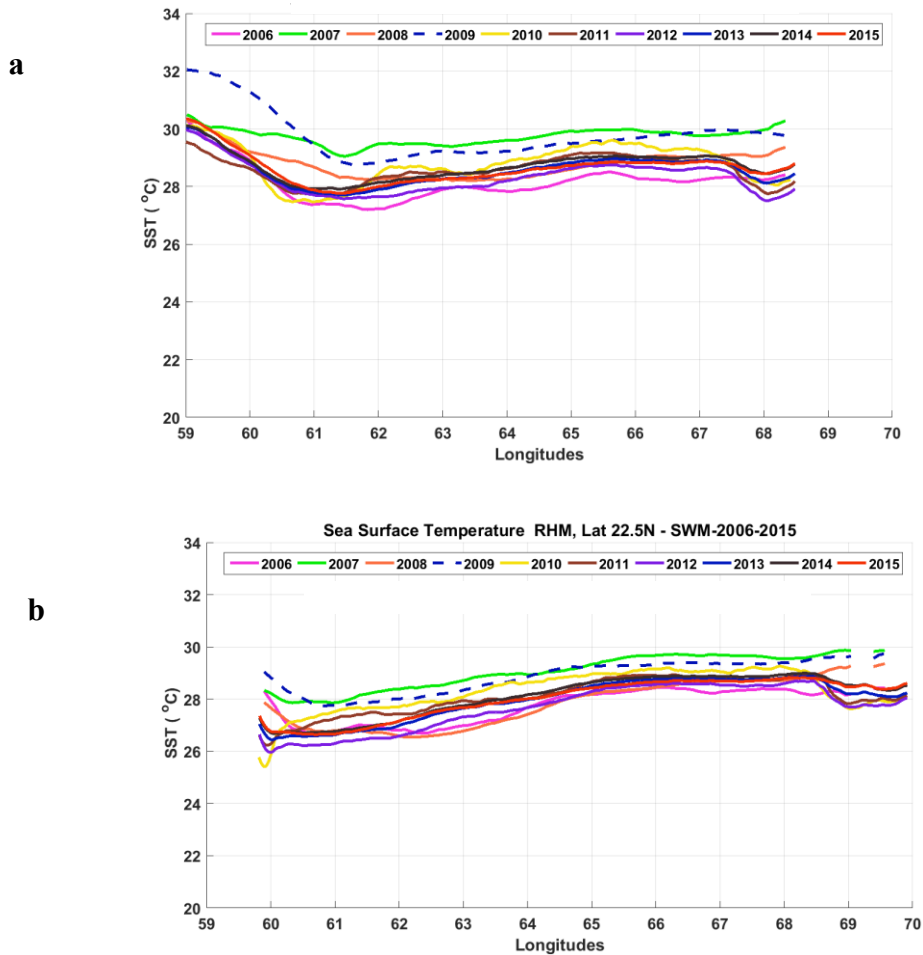 a
34
2006 2007 2008 2009 2010 2011 2012 2013 2014 2015
32
30
28
26
24
22
20
SST ( °C)
59 60 61 62 63 64 65 66 67 68 69 70
Longitudes
b
Sea Surface Temperature RHM, Lat 22.5N - SWM-2006-2015
34
2006 2007 2008 2009 2010 2011 2012 2013 2014 2015
32
30
28
26
24
22
20
SST ( °C)
59 60 61 62 63 64 65 66 67 68 69 70
Longitudes